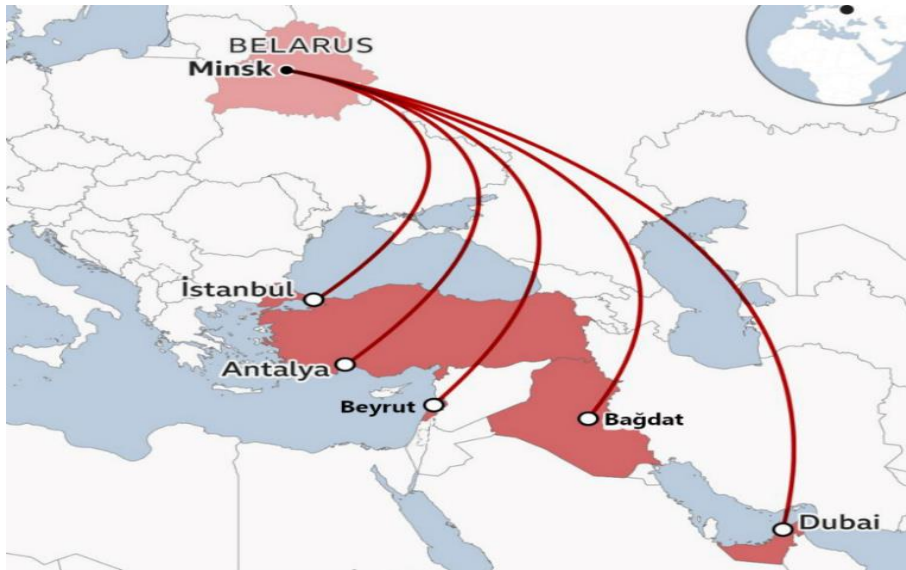 BELARUS
Minsk
İstanbul
Antalya
Beyrut
Bağdat
Dubai